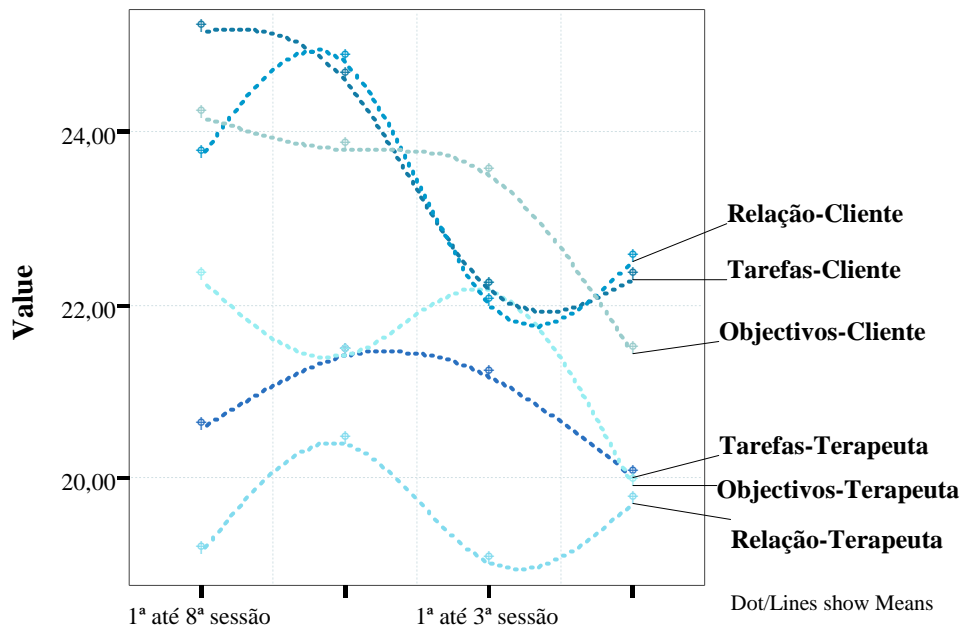 Value
24,00
22,00
20,00
1ª até 8ª sessão
1ª até 3ª sessão
Relação-Cliente
Tarefas-Cliente
Objectivos-Cliente
Tarefas-Terapeuta
Objectivos-Terapeuta
Relação-Terapeuta
Dot/Lines show Means